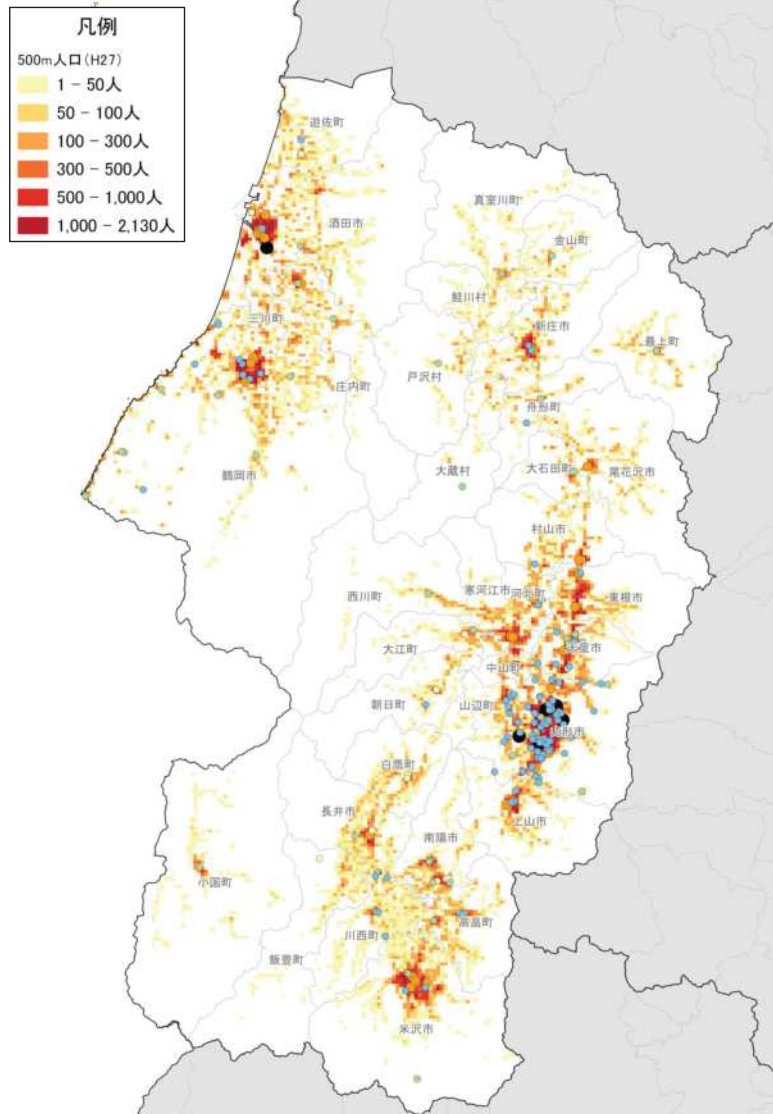 凡例
500m人口(H27)
1 - 50人
50 - 100人
100 - 300人
300 - 500人
500 - 1,000人
1,000 - 2,130人
遊佐町
真室川町
酒田市
金山町
鮭川村
三川町
新庄市
最上町
戸沢村
庄内町
舟形町
鶴岡市
大蔵村
大石田町
尾花沢市
村山市
西川町
寒河江市
河北町
東根市
大江町
中山町
朝日町
山辺町
山形市
白鷹町
長井市
上山市
南陽市
小国町
高畠町
川西町
飯豊町
米沢市